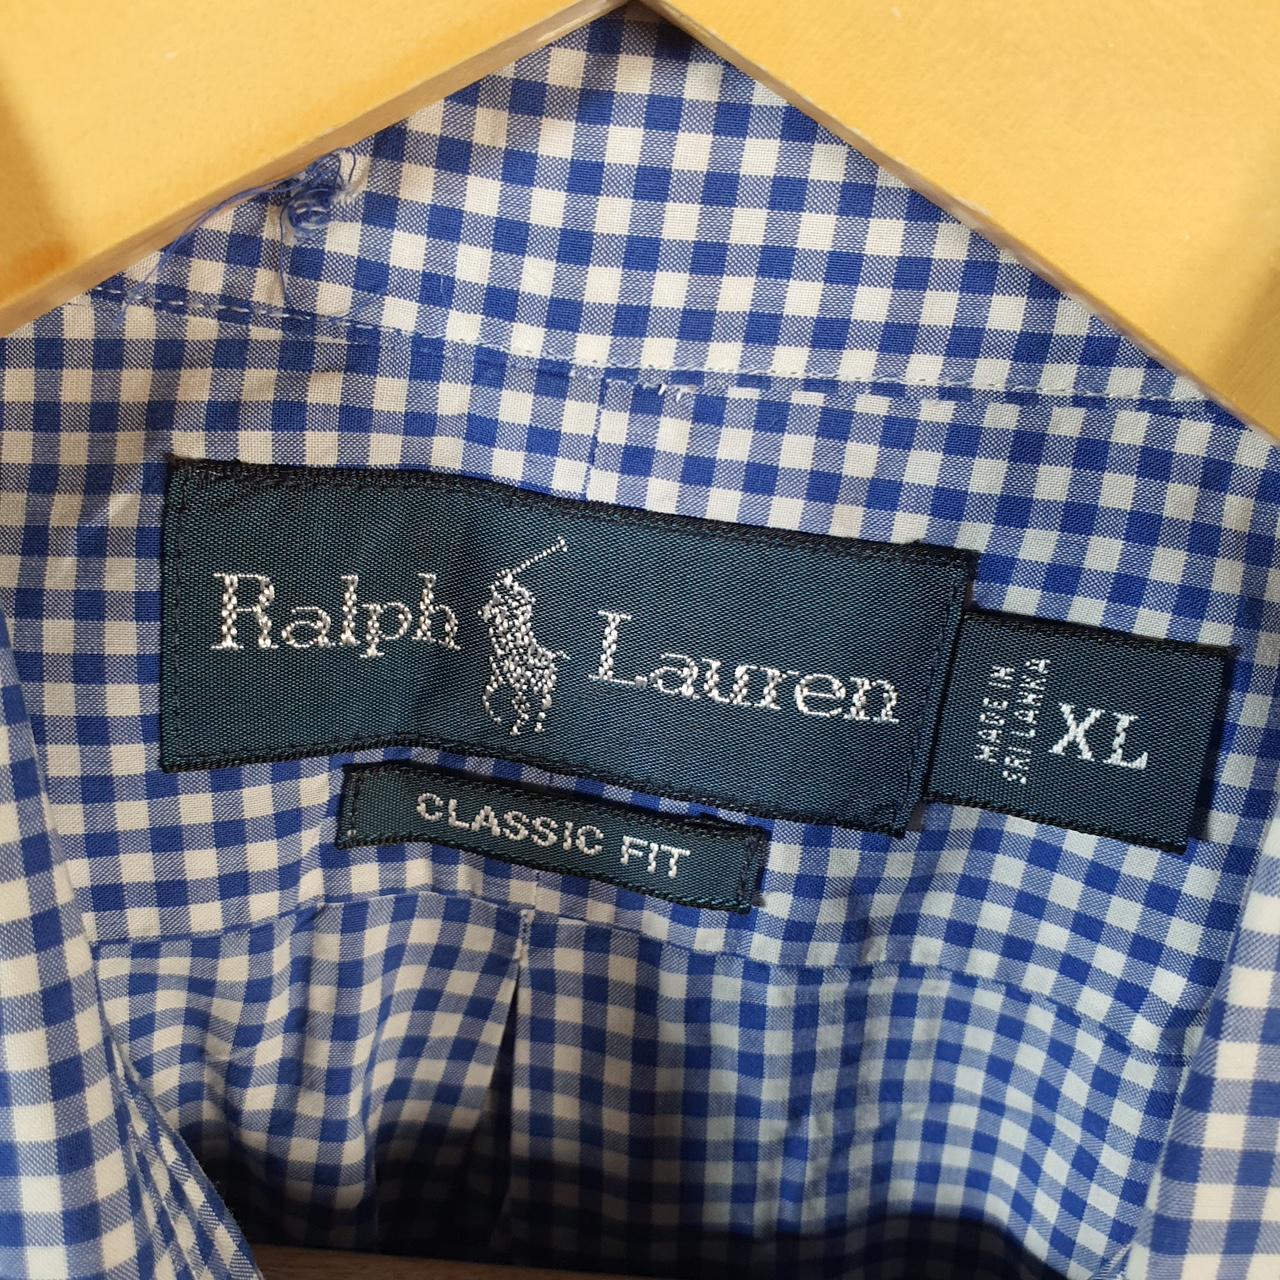 Ralph Lauren
MADE IN
SRI LANKA
XL
CLASSIC FIT